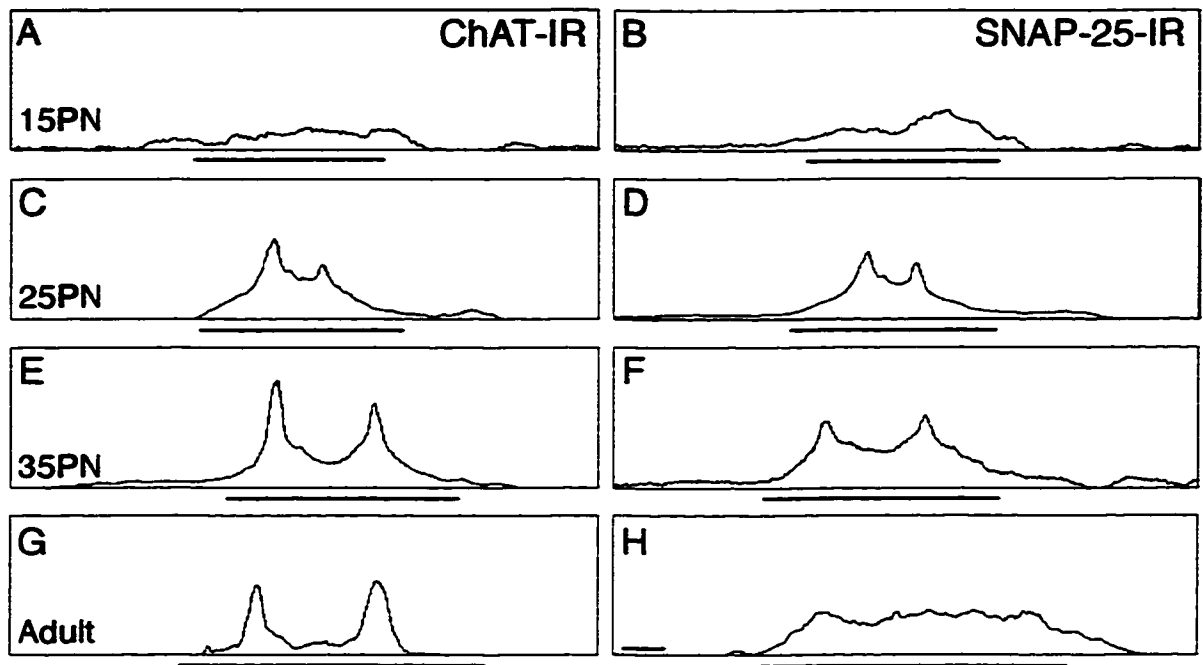 A ChAT-IR
15PN
B SNAP-25-IR
C
25PN
D
E
35PN
F
G
Adult
H